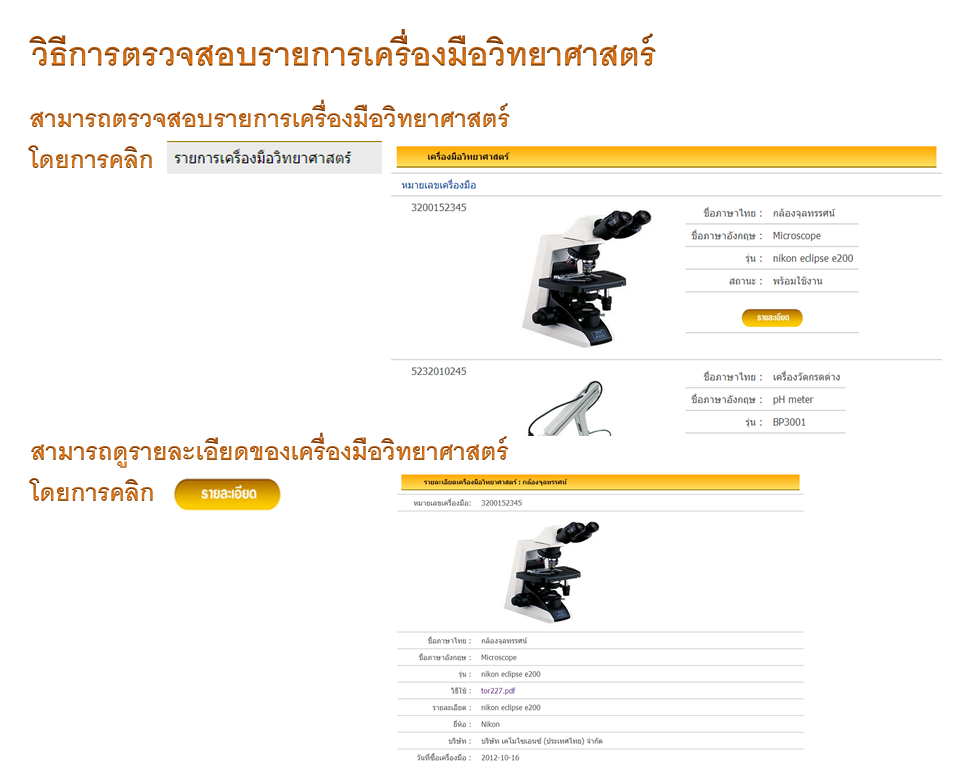 วิธีการตรวจสอบรายการเครื่องมือวิทยาศาสตร์
สามารถตรวจสอบรายการเครื่องมือวิทยาศาสตร์
โดยการคลิก รายการเครื่องมือวิทยาศาสตร์
เครื่องมือวิทยาศาสตร์
หมายเลขเครื่องมือ
3200152345
ชื่อภาษาไทย : กล้องจุลทรรศน์
ชื่อภาษาอังกฤษ : Microscope
รุ่น : nikon eclipse e200
สถานะ : พร้อมใช้งาน
รายละเอียด
5232010245
ชื่อภาษาไทย : เครื่องวัดกรดด่าง
ชื่อภาษาอังกฤษ : pH meter
รุ่น : BP3001
สามารถดูรายละเอียดของเครื่องมือวิทยาศาสตร์
โดยการคลิก รายละเอียด
รายละเอียดเครื่องมือวิทยาศาสตร์ : กล้องจุลทรรศน์
หมายเลขเครื่องมือ: 3200152345
ชื่อภาษาไทย : กล้องจุลทรรศน์
ชื่อภาษาอังกฤษ : Microscope
รุ่น : nikon eclipse e200
วิธีใช้ : tor227.pdf
รายละเอียด : nikon eclipse e200
ยี่ห้อ : Nikon
บริษัท : บริษัท เคโมไซเอนซ์ (ประเทศไทย) จำกัด
วันที่ซื้อเครื่องมือ : 2012-10-16